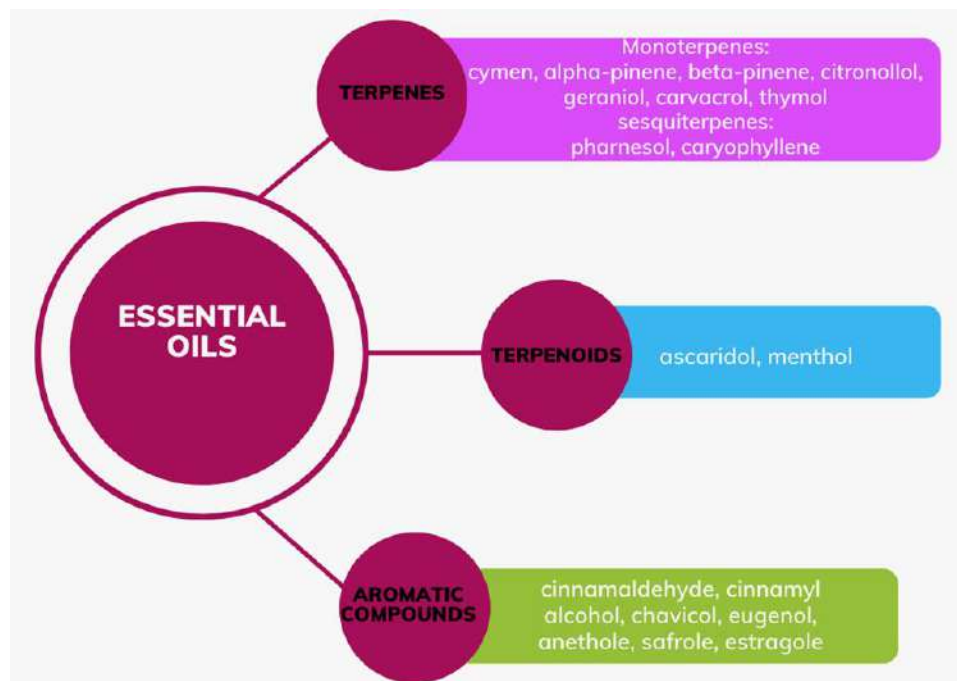 TERPENES
Monoterpenes:
cymen, alpha-pinene, beta-pinene, citronollol,
geraniol, carvacrol, thymol
sesquiterpenes:
pharnesol, caryophyllene
ESSENTIAL
OILS
TERPENOIDS
ascaridol, menthol
AROMATIC
COMPOUNDS
cinnamaldehyde, cinnamyl
alcohol, chavicol, eugenol,
anethole, safrole, estragole